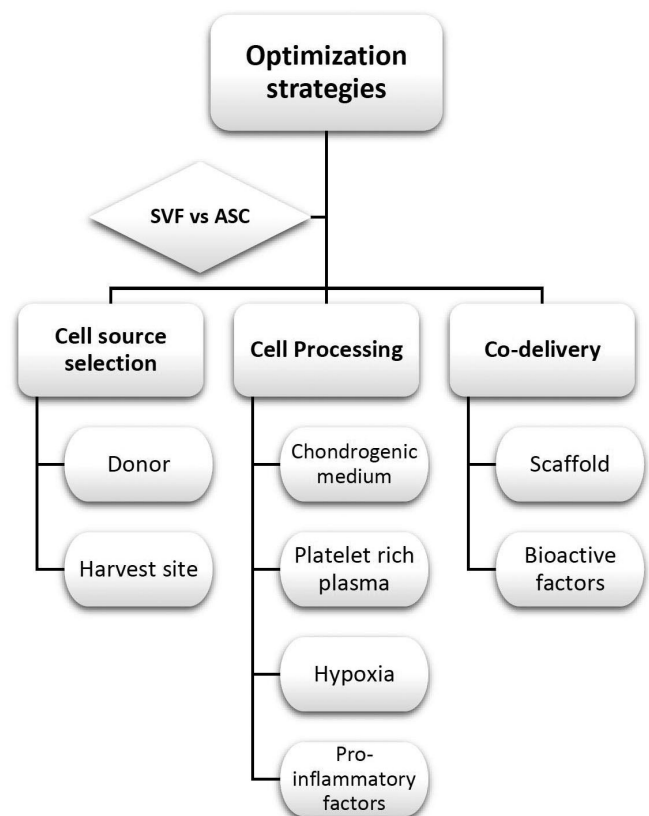 Optimization
strategies
SVF vs ASC
Cell source
selection
Cell Processing
Co-delivery
Donor
Harvest site
Chondrogenic
medium
Platelet rich
plasma
Hypoxia
Pro-
inflammatory
factors
Scaffold
Bioactive
factors